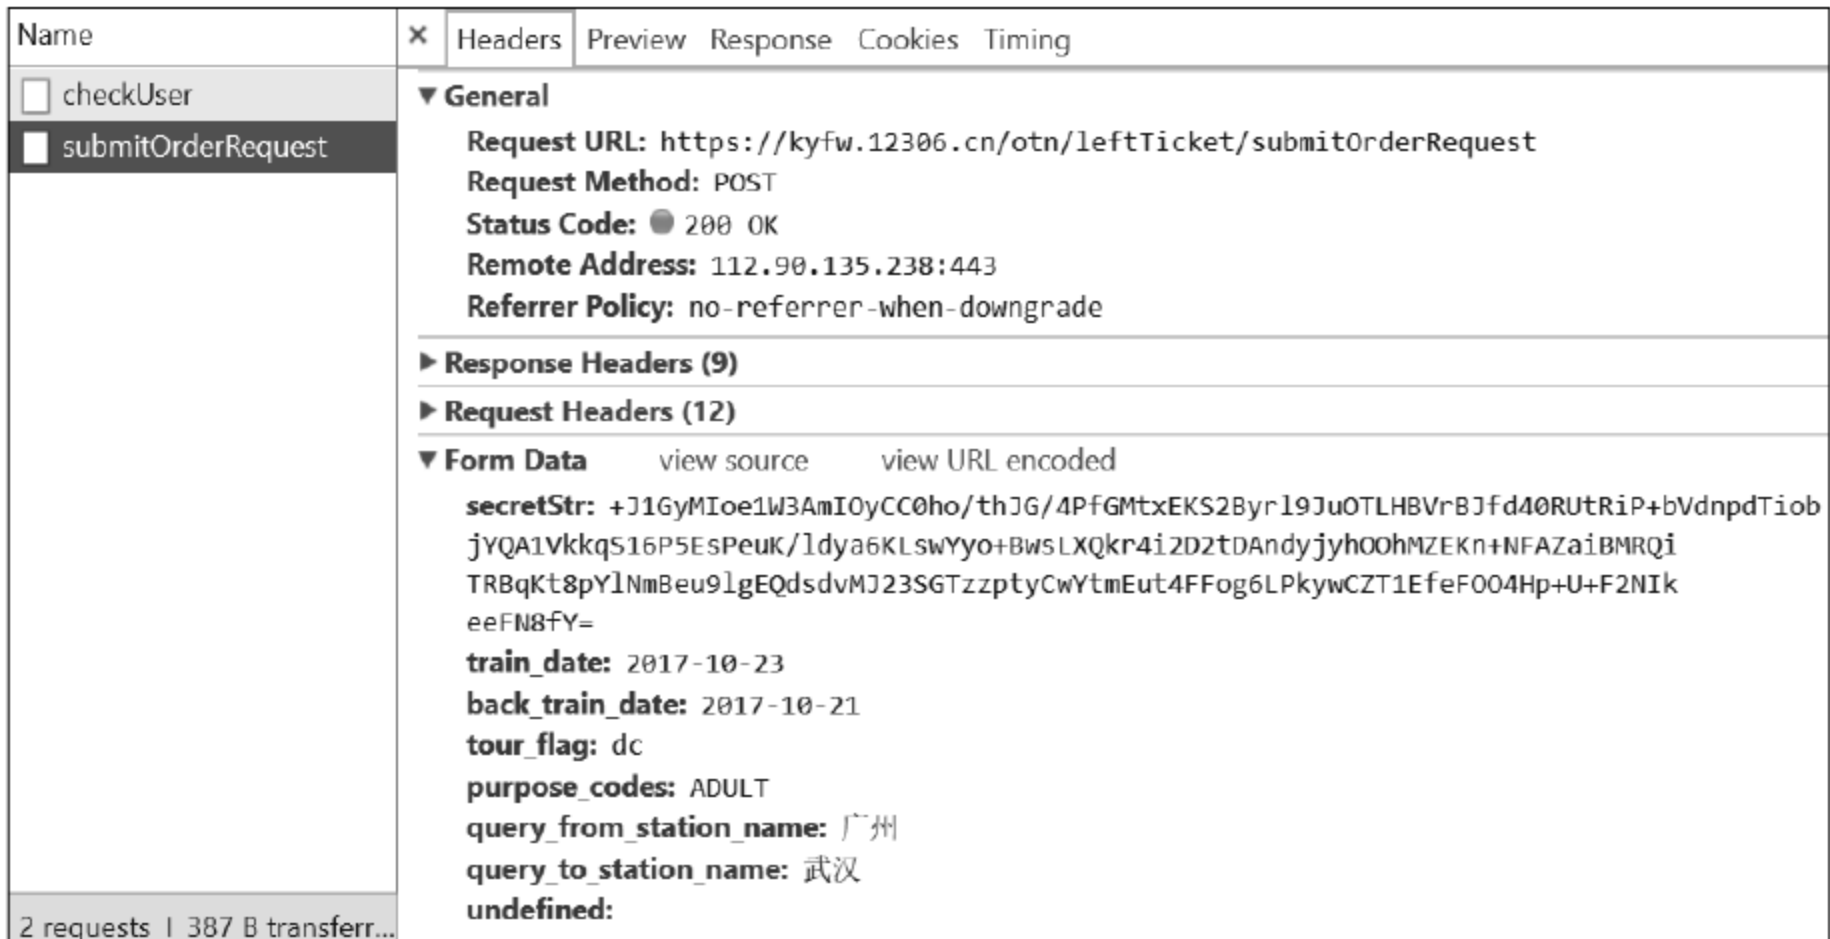 Name
checkUser
submitOrderRequest
2 requests | 387 B transferr...
× Headers Preview Response Cookies Timing
▼ General
Request URL: https://kyfw.12306.cn/otn/leftTicket/submitOrderRequest
Request Method: POST
Status Code: 200 OK
Remote Address: 112.90.135.238:443
Referrer Policy: no-referrer-when-downgrade
▶ Response Headers (9)
▶ Request Headers (12)
▼ Form Data view source view URL encoded
secretStr: +J1GyMIoe1W3AmIOyCC0ho/thJG/4PfGMtxEKS2Byrl9JuOTLHBVrBJfd40RUtRiP+bVdnpdTiob
jYQA1VkkqS16P5EsPeuK/ldya6KLswYyo+BwsLXQkr4i2D2tDAndyjyhOOhMZEKn+NFAZaiBMRQi
TRBqKt8pYlNmBeu9lgEQdsdvMJ23SGTzzptyCwYtmEut4FFog6LPkywCZT1EfeFOO4Hp+U+F2NIk
eeFN8fY=
train_date: 2017-10-23
back_train_date: 2017-10-21
tour_flag: dc
purpose_codes: ADULT
query_from_station_name: 广州
query_to_station_name: 武汉
undefined: